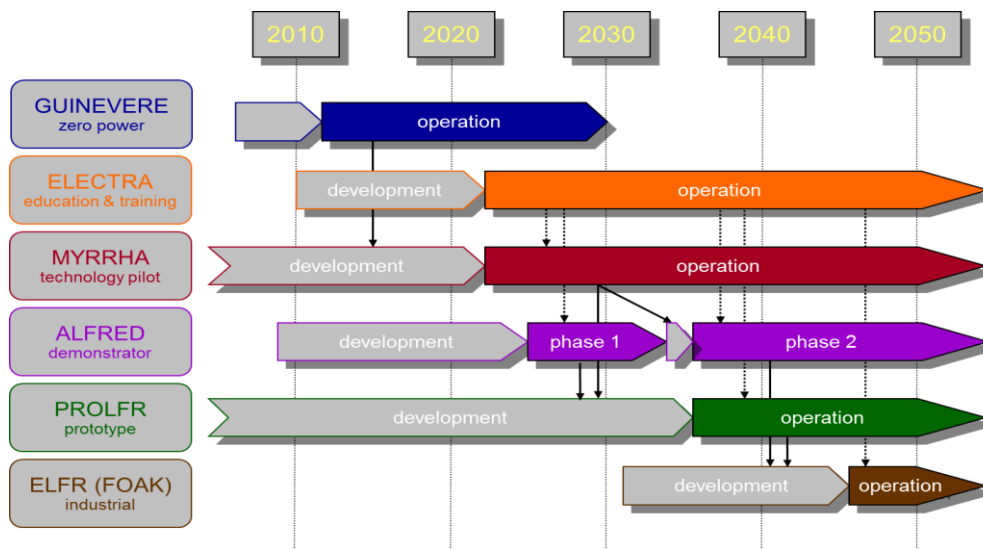 2010 2020 2030 2040 2050
GUINEVERE
zero power
operation
ELECTRA
education & training
development operation
MYRRHA
technology pilot
development operation
ALFRED
demonstrator
development phase 1 phase 2
PROLFR
prototype
development operation
ELFR (FOAK)
industrial
development operation